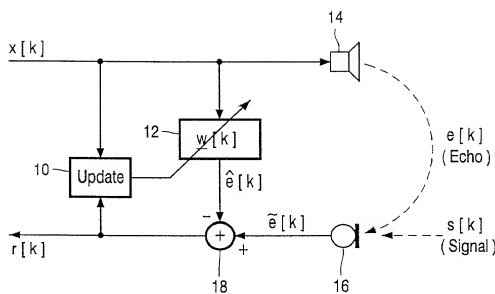 14
x [ k ]
12
w [ k ]
e [ k ]
( Echo )
10
Update
ê [ k ]
s [ k ]
( Signal )
r [ k ]
−
+
+
ẽ [ k ]
18
16